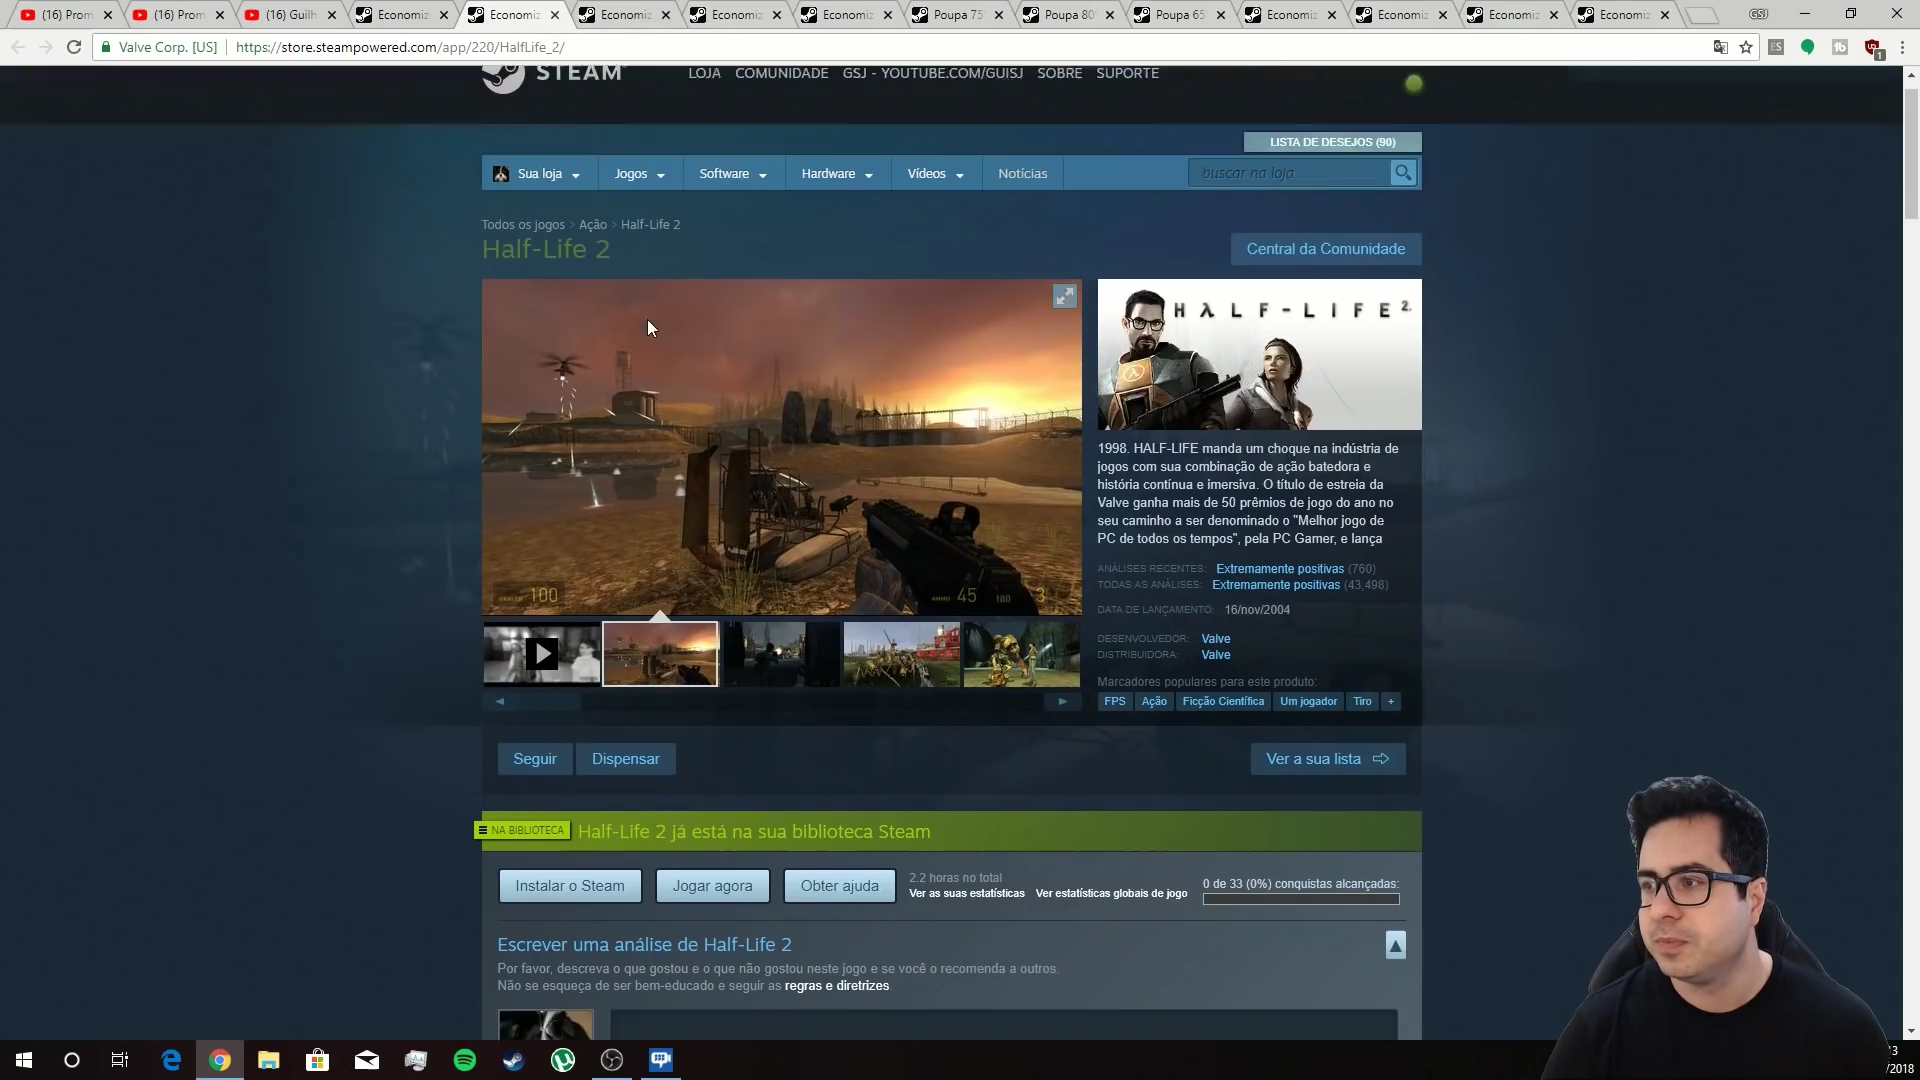 (16) Prom
(16) Prom
(16) Guilh
Economiz
Economiz
Economiz
Economiz
Economiz
Poupa 75
Poupa 80
Poupa 65
Economiz
Economiz
Economiz
Economiz
GSJ
Valve Corp. [US]
https://store.steampowered.com/app/220/HalfLife_2/
STEAM
LOJA COMUNIDADE GSJ - YOUTUBE.COM/GUISJ SOBRE SUPORTE
LISTA DE DESEJOS (90)
Sua loja Jogos Software Hardware Vídeos Notícias
buscar na loja
Todos os jogos > Ação > Half-Life 2
Half-Life 2
Central da Comunidade
HEALTH 100
AMMO 45 180 3
HλLF-LIFE2
1998. HALF-LIFE manda um choque na indústria de
jogos com sua combinação de ação batedora e
história contínua e imersiva. O título de estreia da
Valve ganha mais de 50 prêmios de jogo do ano no
seu caminho a ser denominado o "Melhor jogo de
PC de todos os tempos", pela PC Gamer, e lança
ANÁLISES RECENTES: Extremamente positivas (760)
TODAS AS ANÁLISES: Extremamente positivas (43,498)
DATA DE LANÇAMENTO: 16/nov/2004
DESENVOLVEDOR: Valve
DISTRIBUIDORA: Valve
Marcadores populares para este produto:
FPS Ação Ficção Científica Um jogador Tiro +
Seguir
Dispensar
Ver a sua lista
NA BIBLIOTECA
Half-Life 2 já está na sua biblioteca Steam
Instalar o Steam
Jogar agora
Obter ajuda
2.2 horas no total
Ver as suas estatísticas Ver estatísticas globais de jogo
0 de 33 (0%) conquistas alcançadas:
Escrever uma análise de Half-Life 2
Por favor, descreva o que gostou e o que não gostou neste jogo e se você o recomenda a outros.
Não se esqueça de ser bem-educado e seguir as regras e diretrizes.
/2018